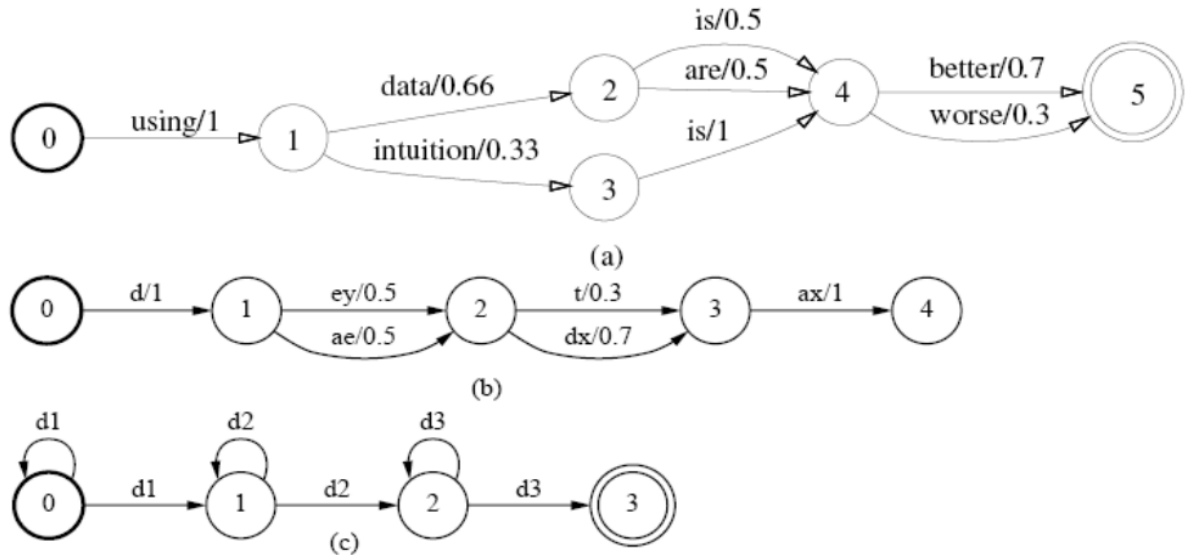 is/0.5
data/0.66 2 are/0.5 4 better/0.7 5
0 using/1 1 worse/0.3
intuition/0.33 3 is/1
(a)
0 d/1 1 ey/0.5 2 t/0.3 3 ax/1 4
ae/0.5 dx/0.7
(b)
d1 d2 d3
0 d1 1 d2 2 d3 3
(c)